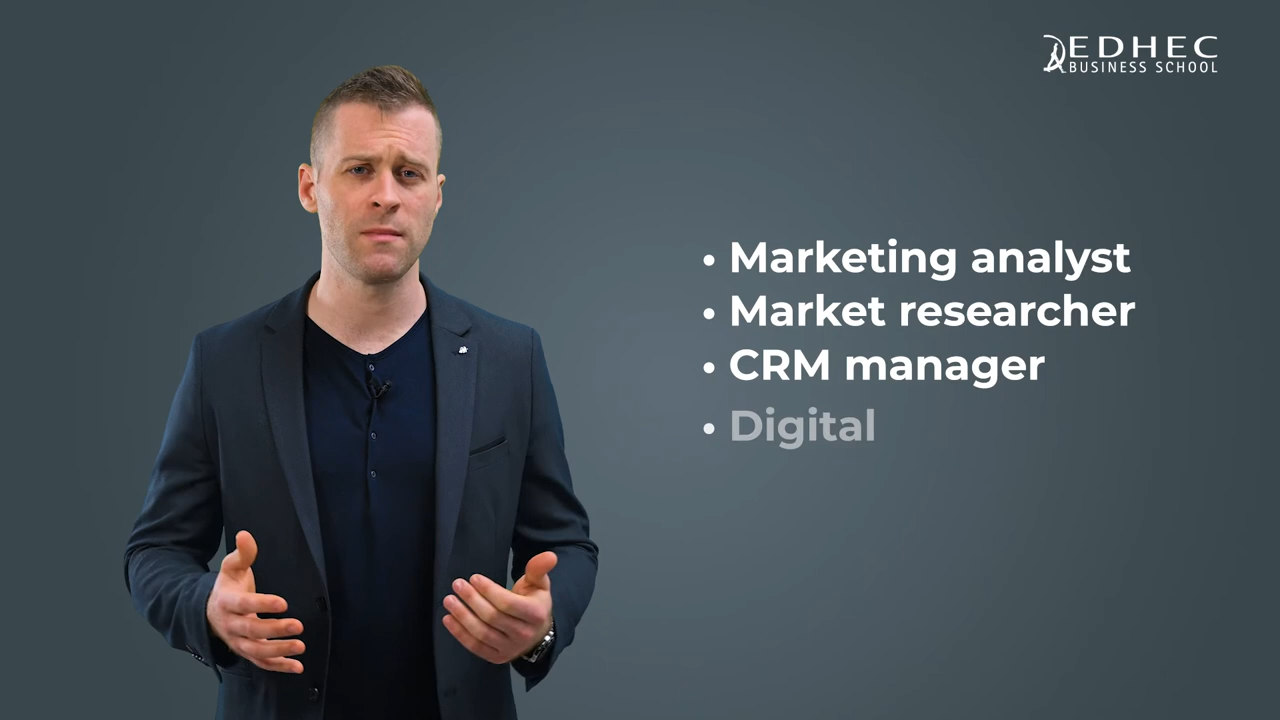 EDHEC
BUSINESS SCHOOL
• Marketing analyst
• Market researcher
• CRM manager
• Digital